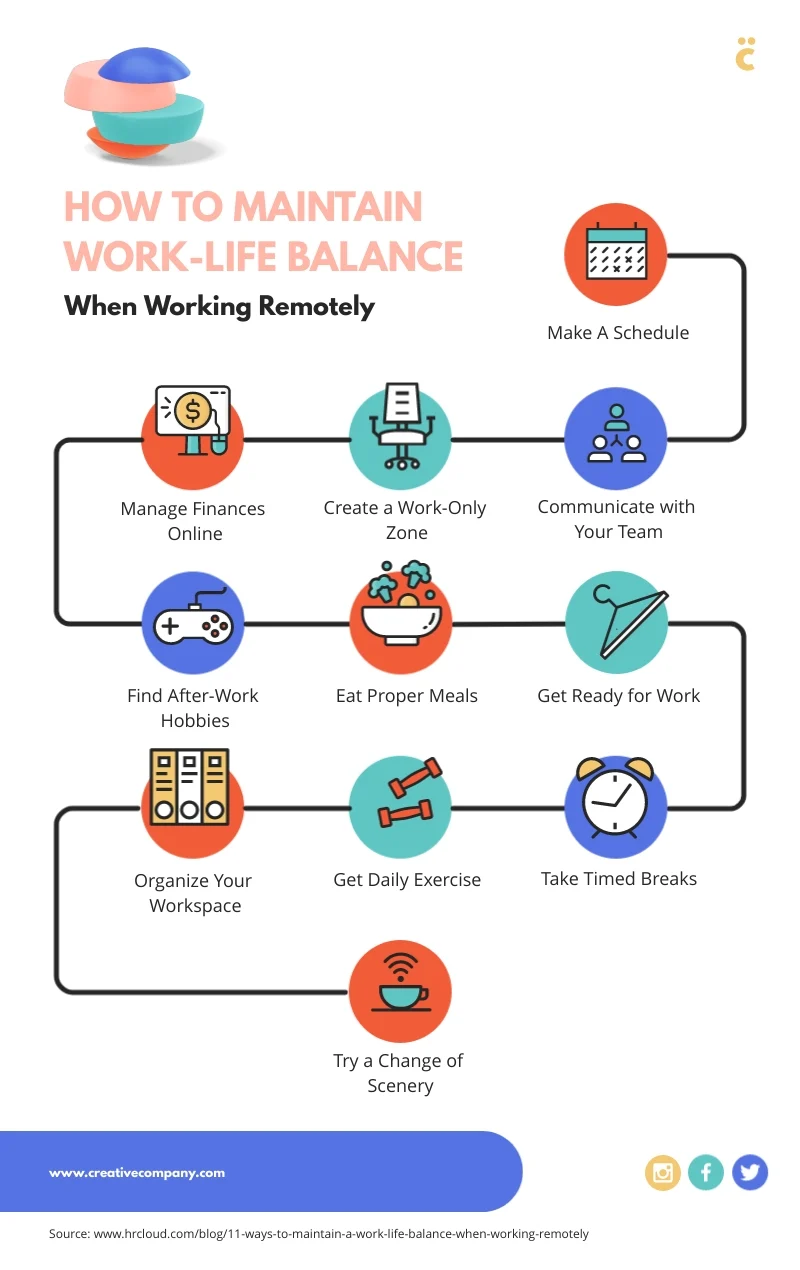 c̈
HOW TO MAINTAIN
WORK-LIFE BALANCE
When Working Remotely
Make A Schedule
Communicate with
Your Team
Create a Work-Only
Zone
Manage Finances
Online
Find After-Work
Hobbies
Eat Proper Meals
Get Ready for Work
Take Timed Breaks
Get Daily Exercise
Organize Your
Workspace
Try a Change of
Scenery
www.creativecompany.com
Source: www.hrcloud.com/blog/11-ways-to-maintain-a-work-life-balance-when-working-remotely